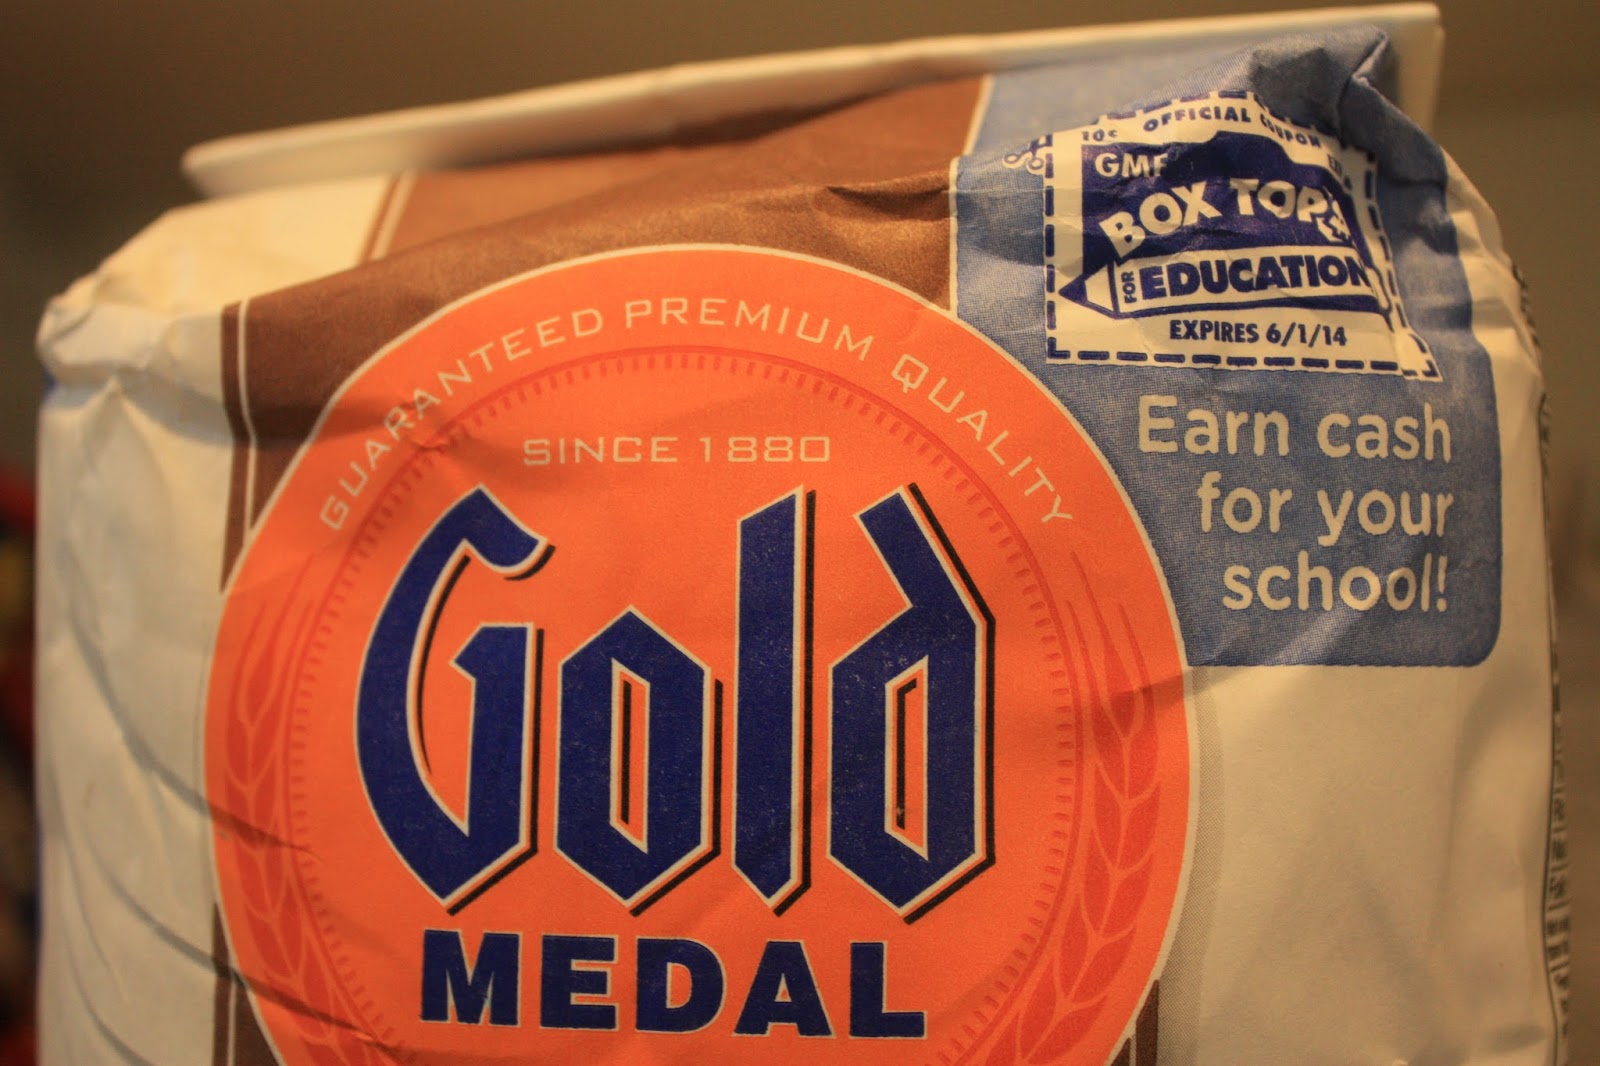 10¢ OFFICIAL COUPON
BOX TOPS
FOR EDUCATION
EXPIRES 6/1/14
Earn cash
for your
school!
GUARANTEED PREMIUM QUALITY
SINCE 1880
Gold
MEDAL